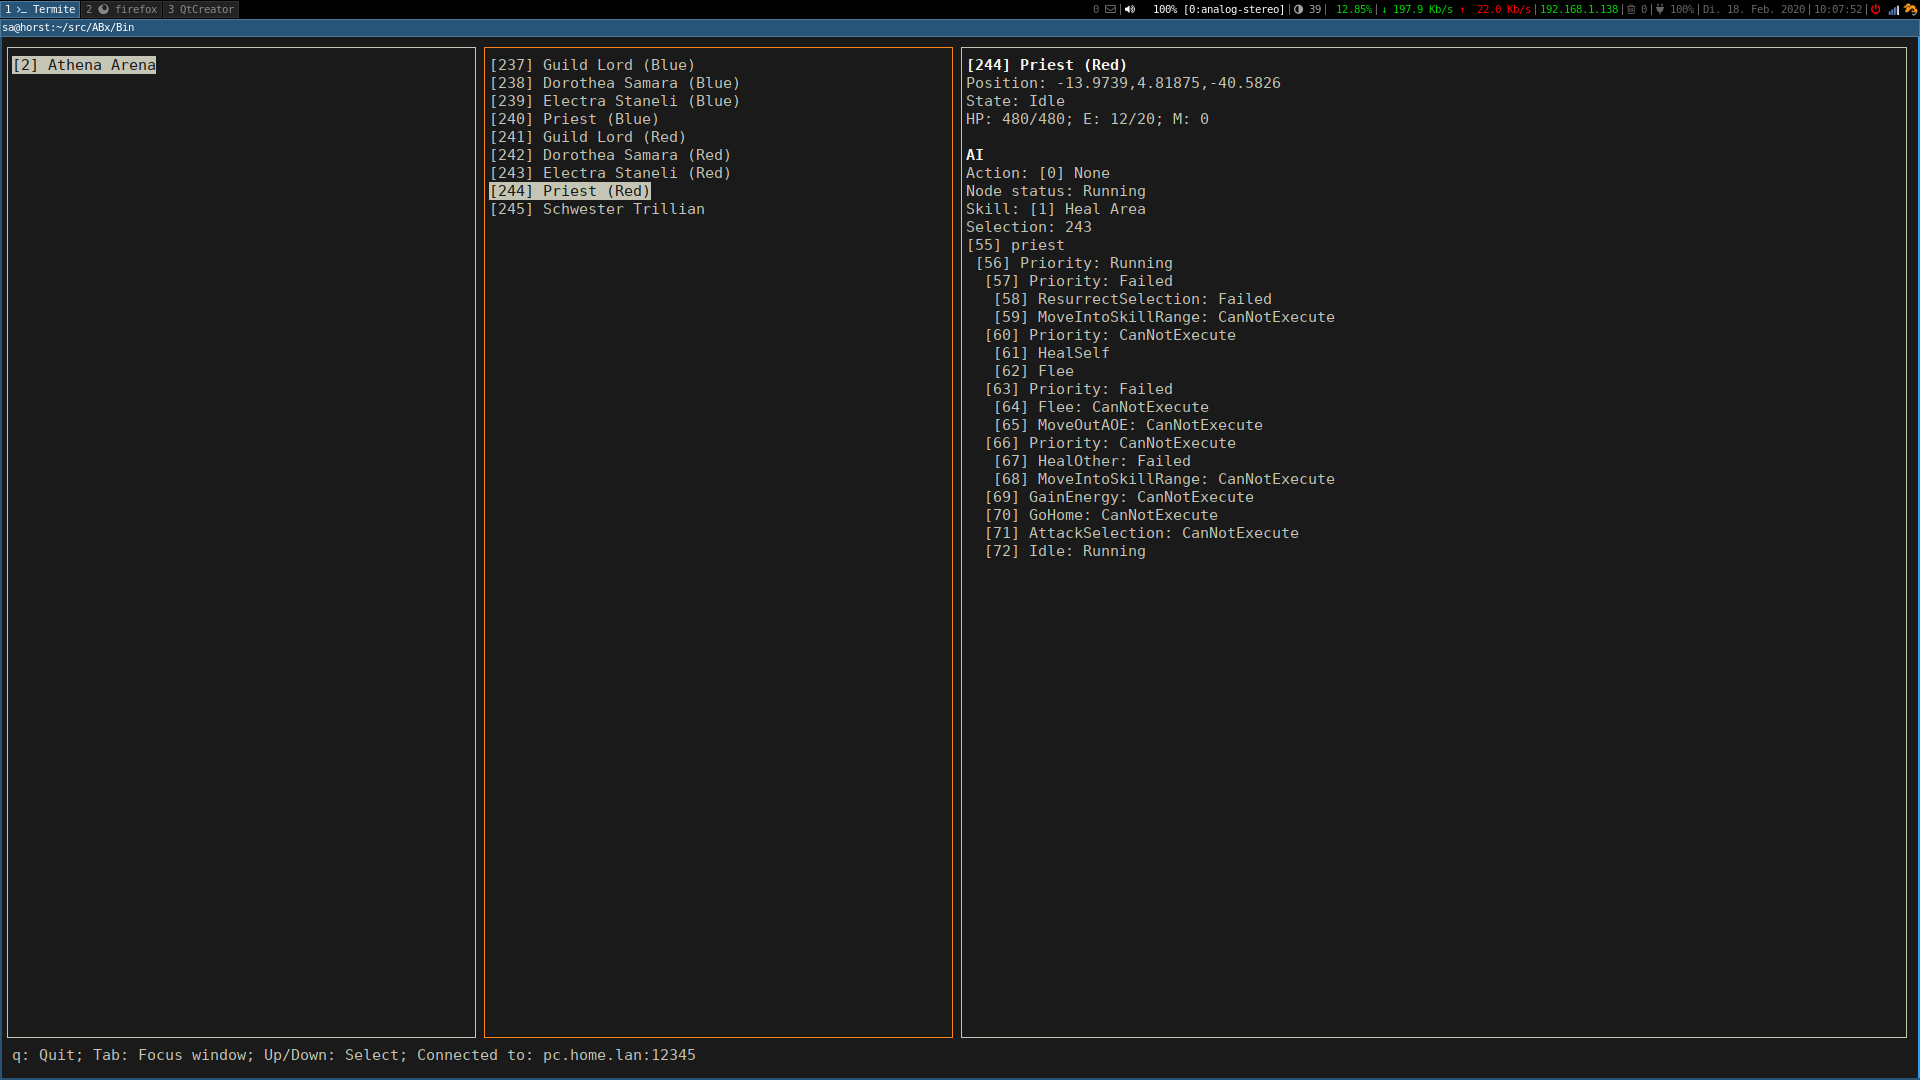 1 >_ Termite 2 firefox 3 QtCreator 0 100% [0:analog-stereo] 39 12.85% ↓ 197.9 Kb/s ↑ 22.0 Kb/s 192.168.1.138 0 100% Di. 18. Feb. 2020 10:07:52
sa@horst:~/src/ABx/Bin
[2] Athena Arena
[237] Guild Lord (Blue)
[238] Dorothea Samara (Blue)
[239] Electra Staneli (Blue)
[240] Priest (Blue)
[241] Guild Lord (Red)
[242] Dorothea Samara (Red)
[243] Electra Staneli (Red)
[244] Priest (Red)
[245] Schwester Trillian
[244] Priest (Red)
Position: -13.9739,4.81875,-40.5826
State: Idle
HP: 480/480; E: 12/20; M: 0
AI
Action: [0] None
Node status: Running
Skill: [1] Heal Area
Selection: 243
[55] priest
[56] Priority: Running
[57] Priority: Failed
[58] ResurrectSelection: Failed
[59] MoveIntoSkillRange: CanNotExecute
[60] Priority: CanNotExecute
[61] HealSelf
[62] Flee
[63] Priority: Failed
[64] Flee: CanNotExecute
[65] MoveOutAOE: CanNotExecute
[66] Priority: CanNotExecute
[67] HealOther: Failed
[68] MoveIntoSkillRange: CanNotExecute
[69] GainEnergy: CanNotExecute
[70] GoHome: CanNotExecute
[71] AttackSelection: CanNotExecute
[72] Idle: Running
q: Quit; Tab: Focus window; Up/Down: Select; Connected to: pc.home.lan:12345